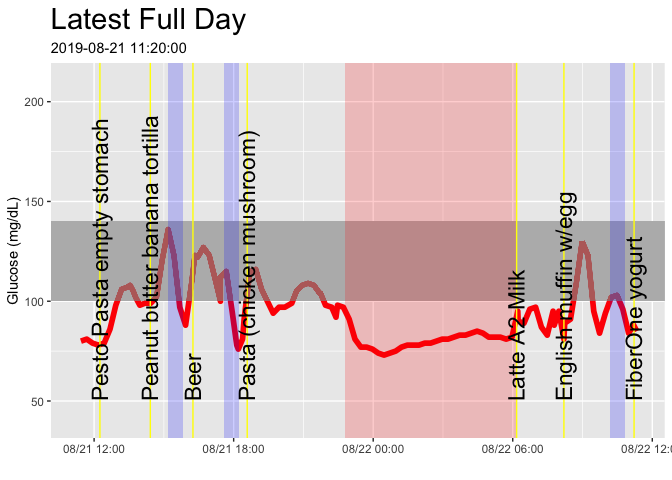 Latest Full Day
2019-08-21 11:20:00
Glucose (mg/dL)
200
150
100
50
Pesto Pasta empty stomach
Peanut butter banana tortilla
Beer
Pasta (chicken mushroom)
Latte A2 Milk
English muffin w/egg
FiberOne yogurt
08/21 12:00
08/21 18:00
08/22 00:00
08/22 06:00
08/22 12:0